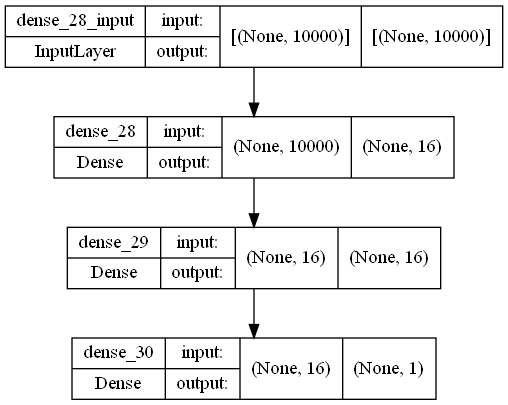 dense_28_input input: [(None, 10000)] [(None, 10000)]
InputLayer output:
dense_28 input: (None, 10000) (None, 16)
Dense output:
dense_29 input: (None, 16) (None, 16)
Dense output:
dense_30 input: (None, 16) (None, 1)
Dense output: